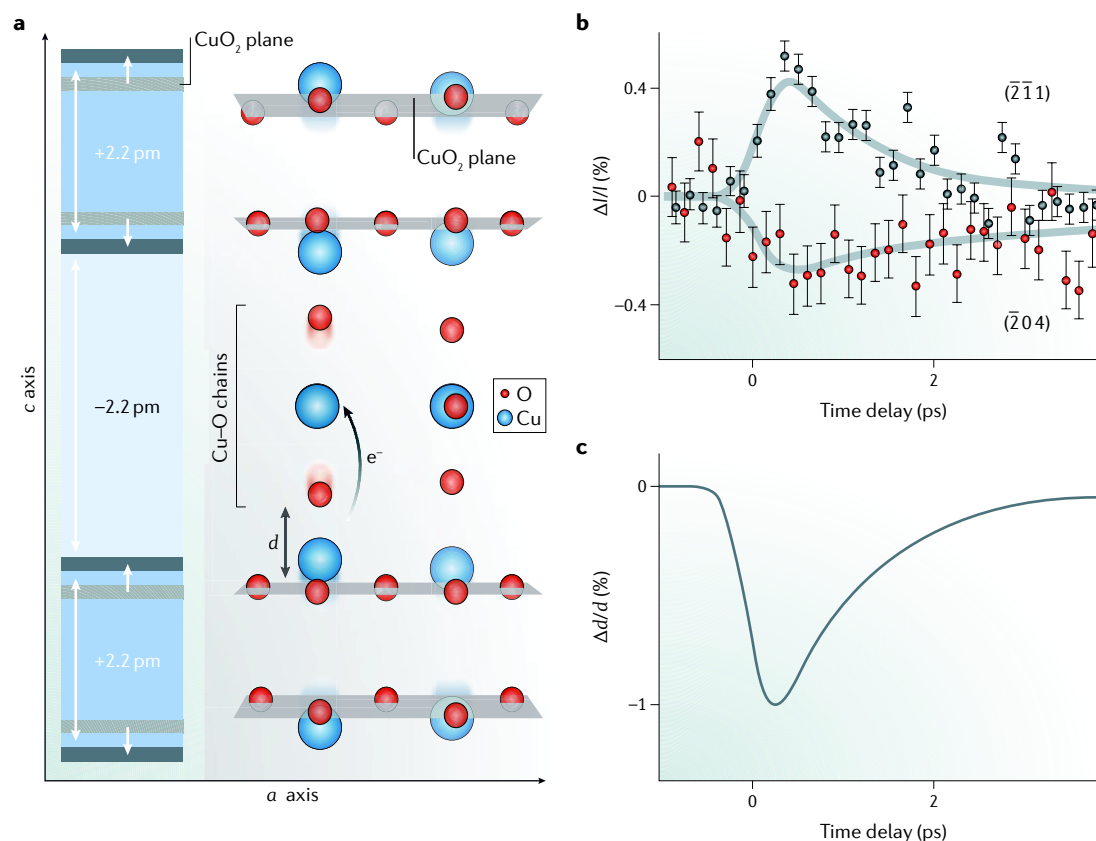 a
CuO₂ plane
+2.2 pm
CuO₂ plane
−2.2 pm
Cu–O chains
O
Cu
e⁻
d
+2.2 pm
c axis
a axis
b
0.4
0
−0.4
ΔI/I (%)
(2̅ 1̅ 1)
(2̅ 0 4)
0
2
Time delay (ps)
c
0
−1
Δd/d (%)
0
2
Time delay (ps)